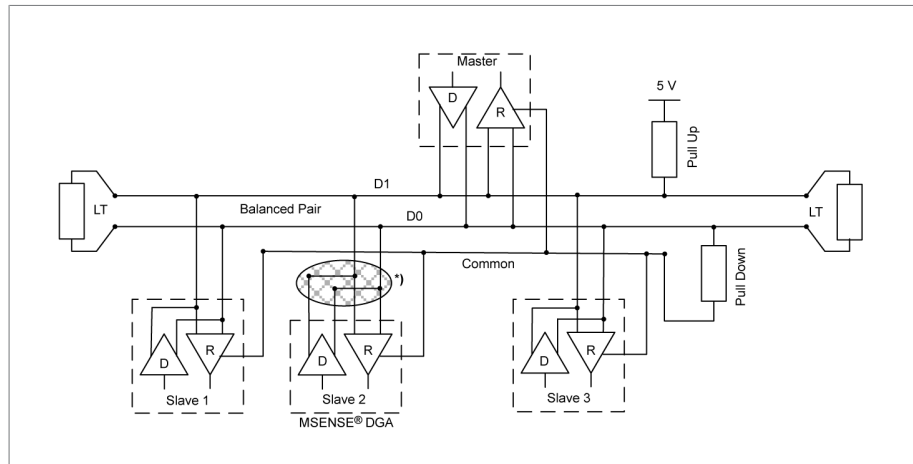 Master
D
R
5 V
Pull Up
D1
LT
Balanced Pair
D0
LT
Common
*)
Pull Down
D
R
Slave 1
D
R
Slave 2
MSENSE® DGA
D
R
Slave 3